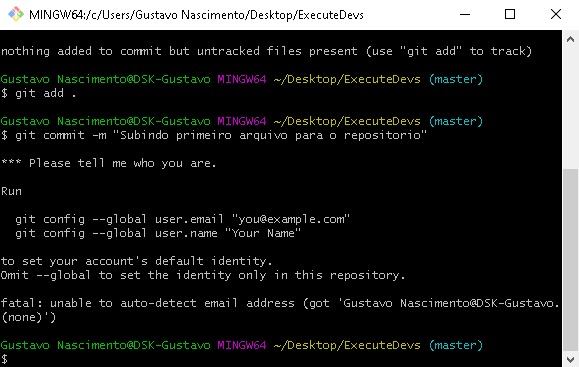 MINGW64:/c/Users/Gustavo Nascimento/Desktop/ExecuteDevs
nothing added to commit but untracked files present (use "git add" to track)
Gustavo Nascimento@DSK-Gustavo MINGW64 ~/Desktop/ExecuteDevs (master)
$ git add .
Gustavo Nascimento@DSK-Gustavo MINGW64 ~/Desktop/ExecuteDevs (master)
$ git commit -m "Subindo primeiro arquivo para o repositorio"
*** Please tell me who you are.
Run
git config --global user.email "you@example.com"
git config --global user.name "Your Name"
to set your account's default identity.
Omit --global to set the identity only in this repository.
fatal: unable to auto-detect email address (got 'Gustavo Nascimento@DSK-Gustavo.
(none)')
Gustavo Nascimento@DSK-Gustavo MINGW64 ~/Desktop/ExecuteDevs (master)
$